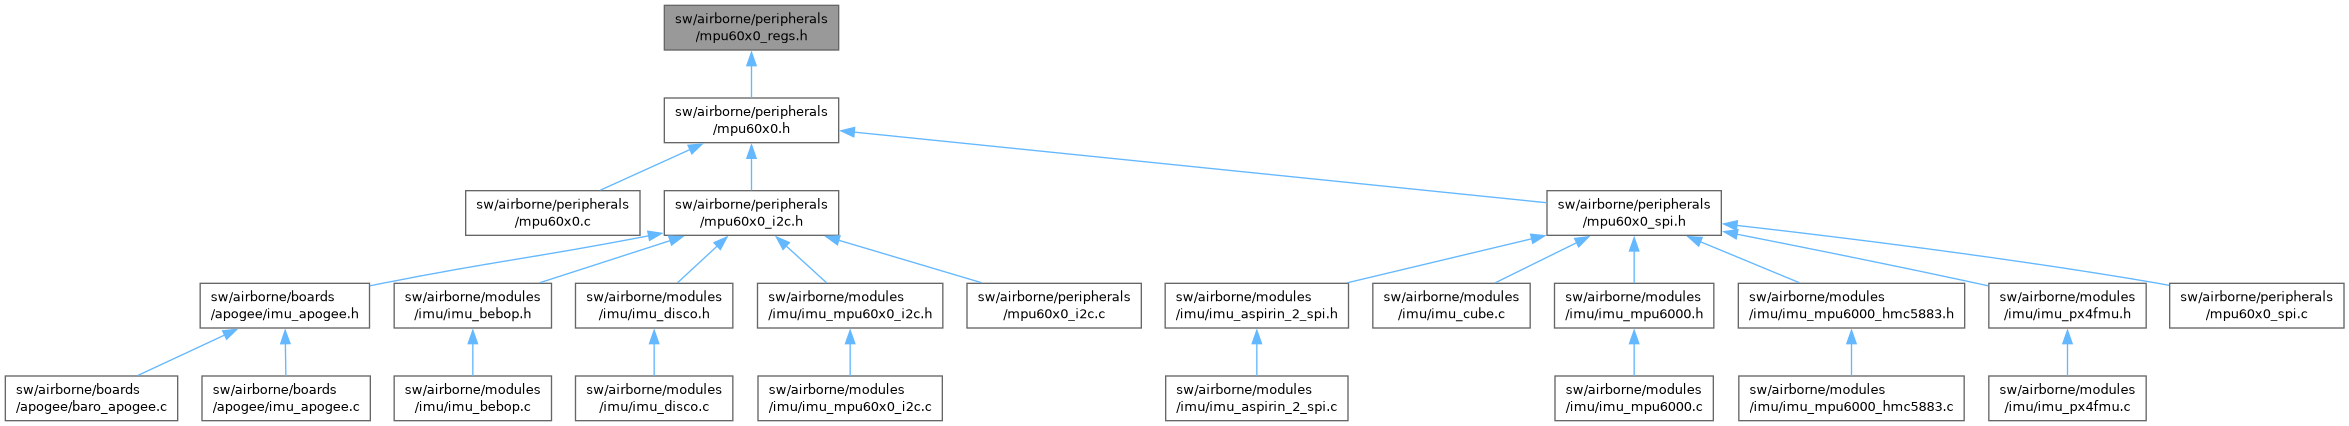 sw/airborne/peripherals
/mpu60x0_regs.h
sw/airborne/peripherals
/mpu60x0.h
sw/airborne/peripherals
/mpu60x0.c
sw/airborne/peripherals
/mpu60x0_i2c.h
sw/airborne/peripherals
/mpu60x0_spi.h
sw/airborne/boards
/apogee/imu_apogee.h
sw/airborne/modules
/imu/imu_bebop.h
sw/airborne/modules
/imu/imu_disco.h
sw/airborne/modules
/imu/imu_mpu60x0_i2c.h
sw/airborne/peripherals
/mpu60x0_i2c.c
sw/airborne/modules
/imu/imu_aspirin_2_spi.h
sw/airborne/modules
/imu/imu_cube.c
sw/airborne/modules
/imu/imu_mpu6000.h
sw/airborne/modules
/imu/imu_mpu6000_hmc5883.h
sw/airborne/modules
/imu/imu_px4fmu.h
sw/airborne/peripherals
/mpu60x0_spi.c
sw/airborne/boards
/apogee/baro_apogee.c
sw/airborne/boards
/apogee/imu_apogee.c
sw/airborne/modules
/imu/imu_bebop.c
sw/airborne/modules
/imu/imu_disco.c
sw/airborne/modules
/imu/imu_mpu60x0_i2c.c
sw/airborne/modules
/imu/imu_aspirin_2_spi.c
sw/airborne/modules
/imu/imu_mpu6000.c
sw/airborne/modules
/imu/imu_mpu6000_hmc5883.c
sw/airborne/modules
/imu/imu_px4fmu.c